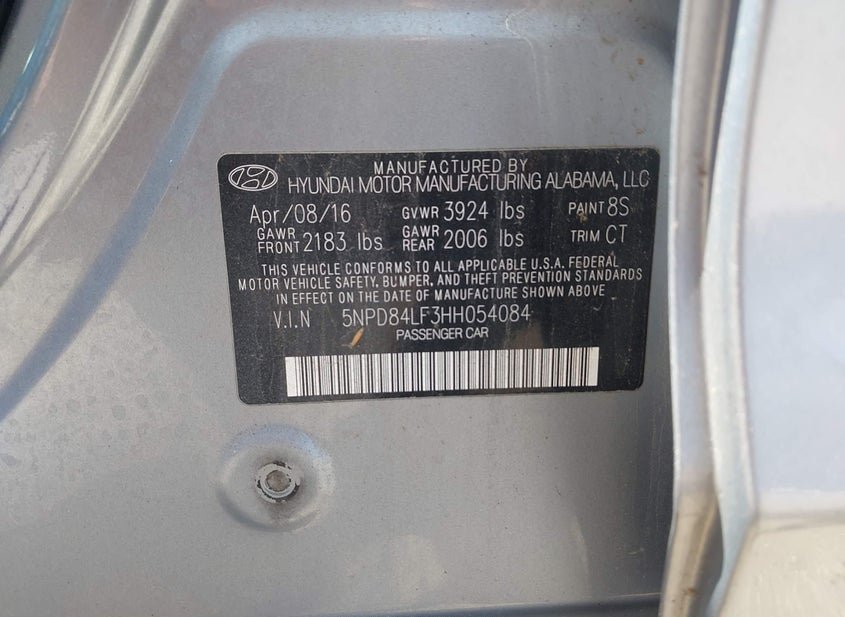 MANUFACTURED BY
HYUNDAI MOTOR MANUFACTURING ALABAMA, LLC
Apr/08/16 GVWR 3924 lbs PAINT 8S
GAWR FRONT 2183 lbs GAWR REAR 2006 lbs TRIM CT
THIS VEHICLE CONFORMS TO ALL APPLICABLE U.S.A. FEDERAL
MOTOR VEHICLE SAFETY, BUMPER, AND THEFT PREVENTION STANDARDS
IN EFFECT ON THE DATE OF MANUFACTURE SHOWN ABOVE
V.I.N 5NPD84LF3HH054084
PASSENGER CAR